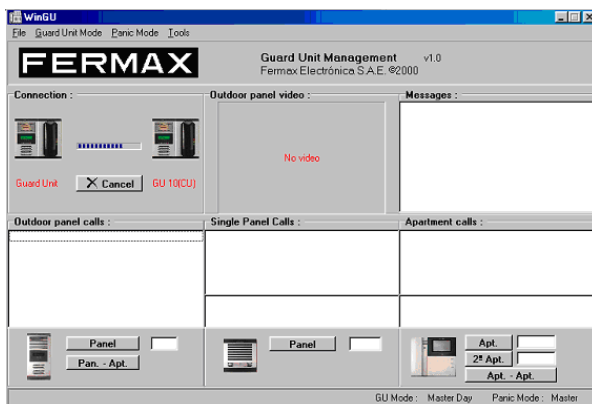 WinGU
File Guard Unit Mode Panic Mode Tools
FERMAX
Guard Unit Management v1.0
Fermax Electrónica S.A.E. ©2000
Connection :
Outdoor panel video :
Messages :
No video
Guard Unit
Cancel
GU 10(CU)
Outdoor panel calls :
Single Panel Calls :
Apartment calls :
Panel
Pan. - Apt.
Panel
Apt.
2ª Apt.
Apt. - Apt.
GU Mode : Master Day Panic Mode : Master